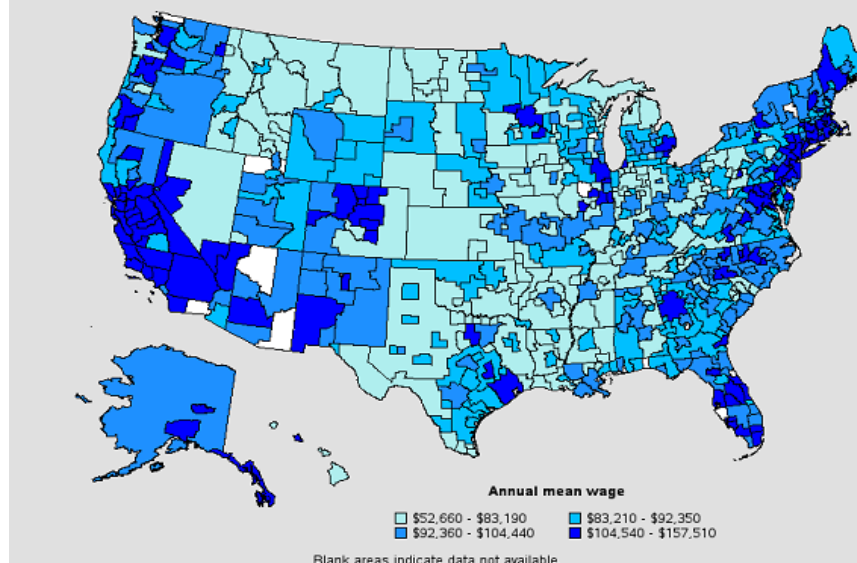 Annual mean wage
$52,660 - $83,190
$83,210 - $92,350
$92,360 - $104,440
$104,540 - $157,510
Blank areas indicate data not available